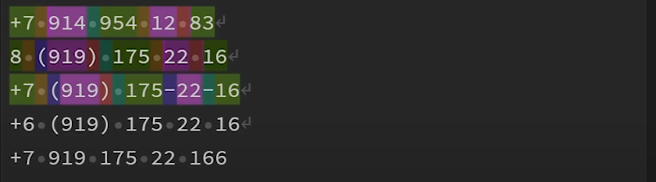 +7 914 954 12 83
8 (919) 175 22 16
+7 (919) 175-22-16
+6 (919) 175 22 16
+7 919 175 22 166